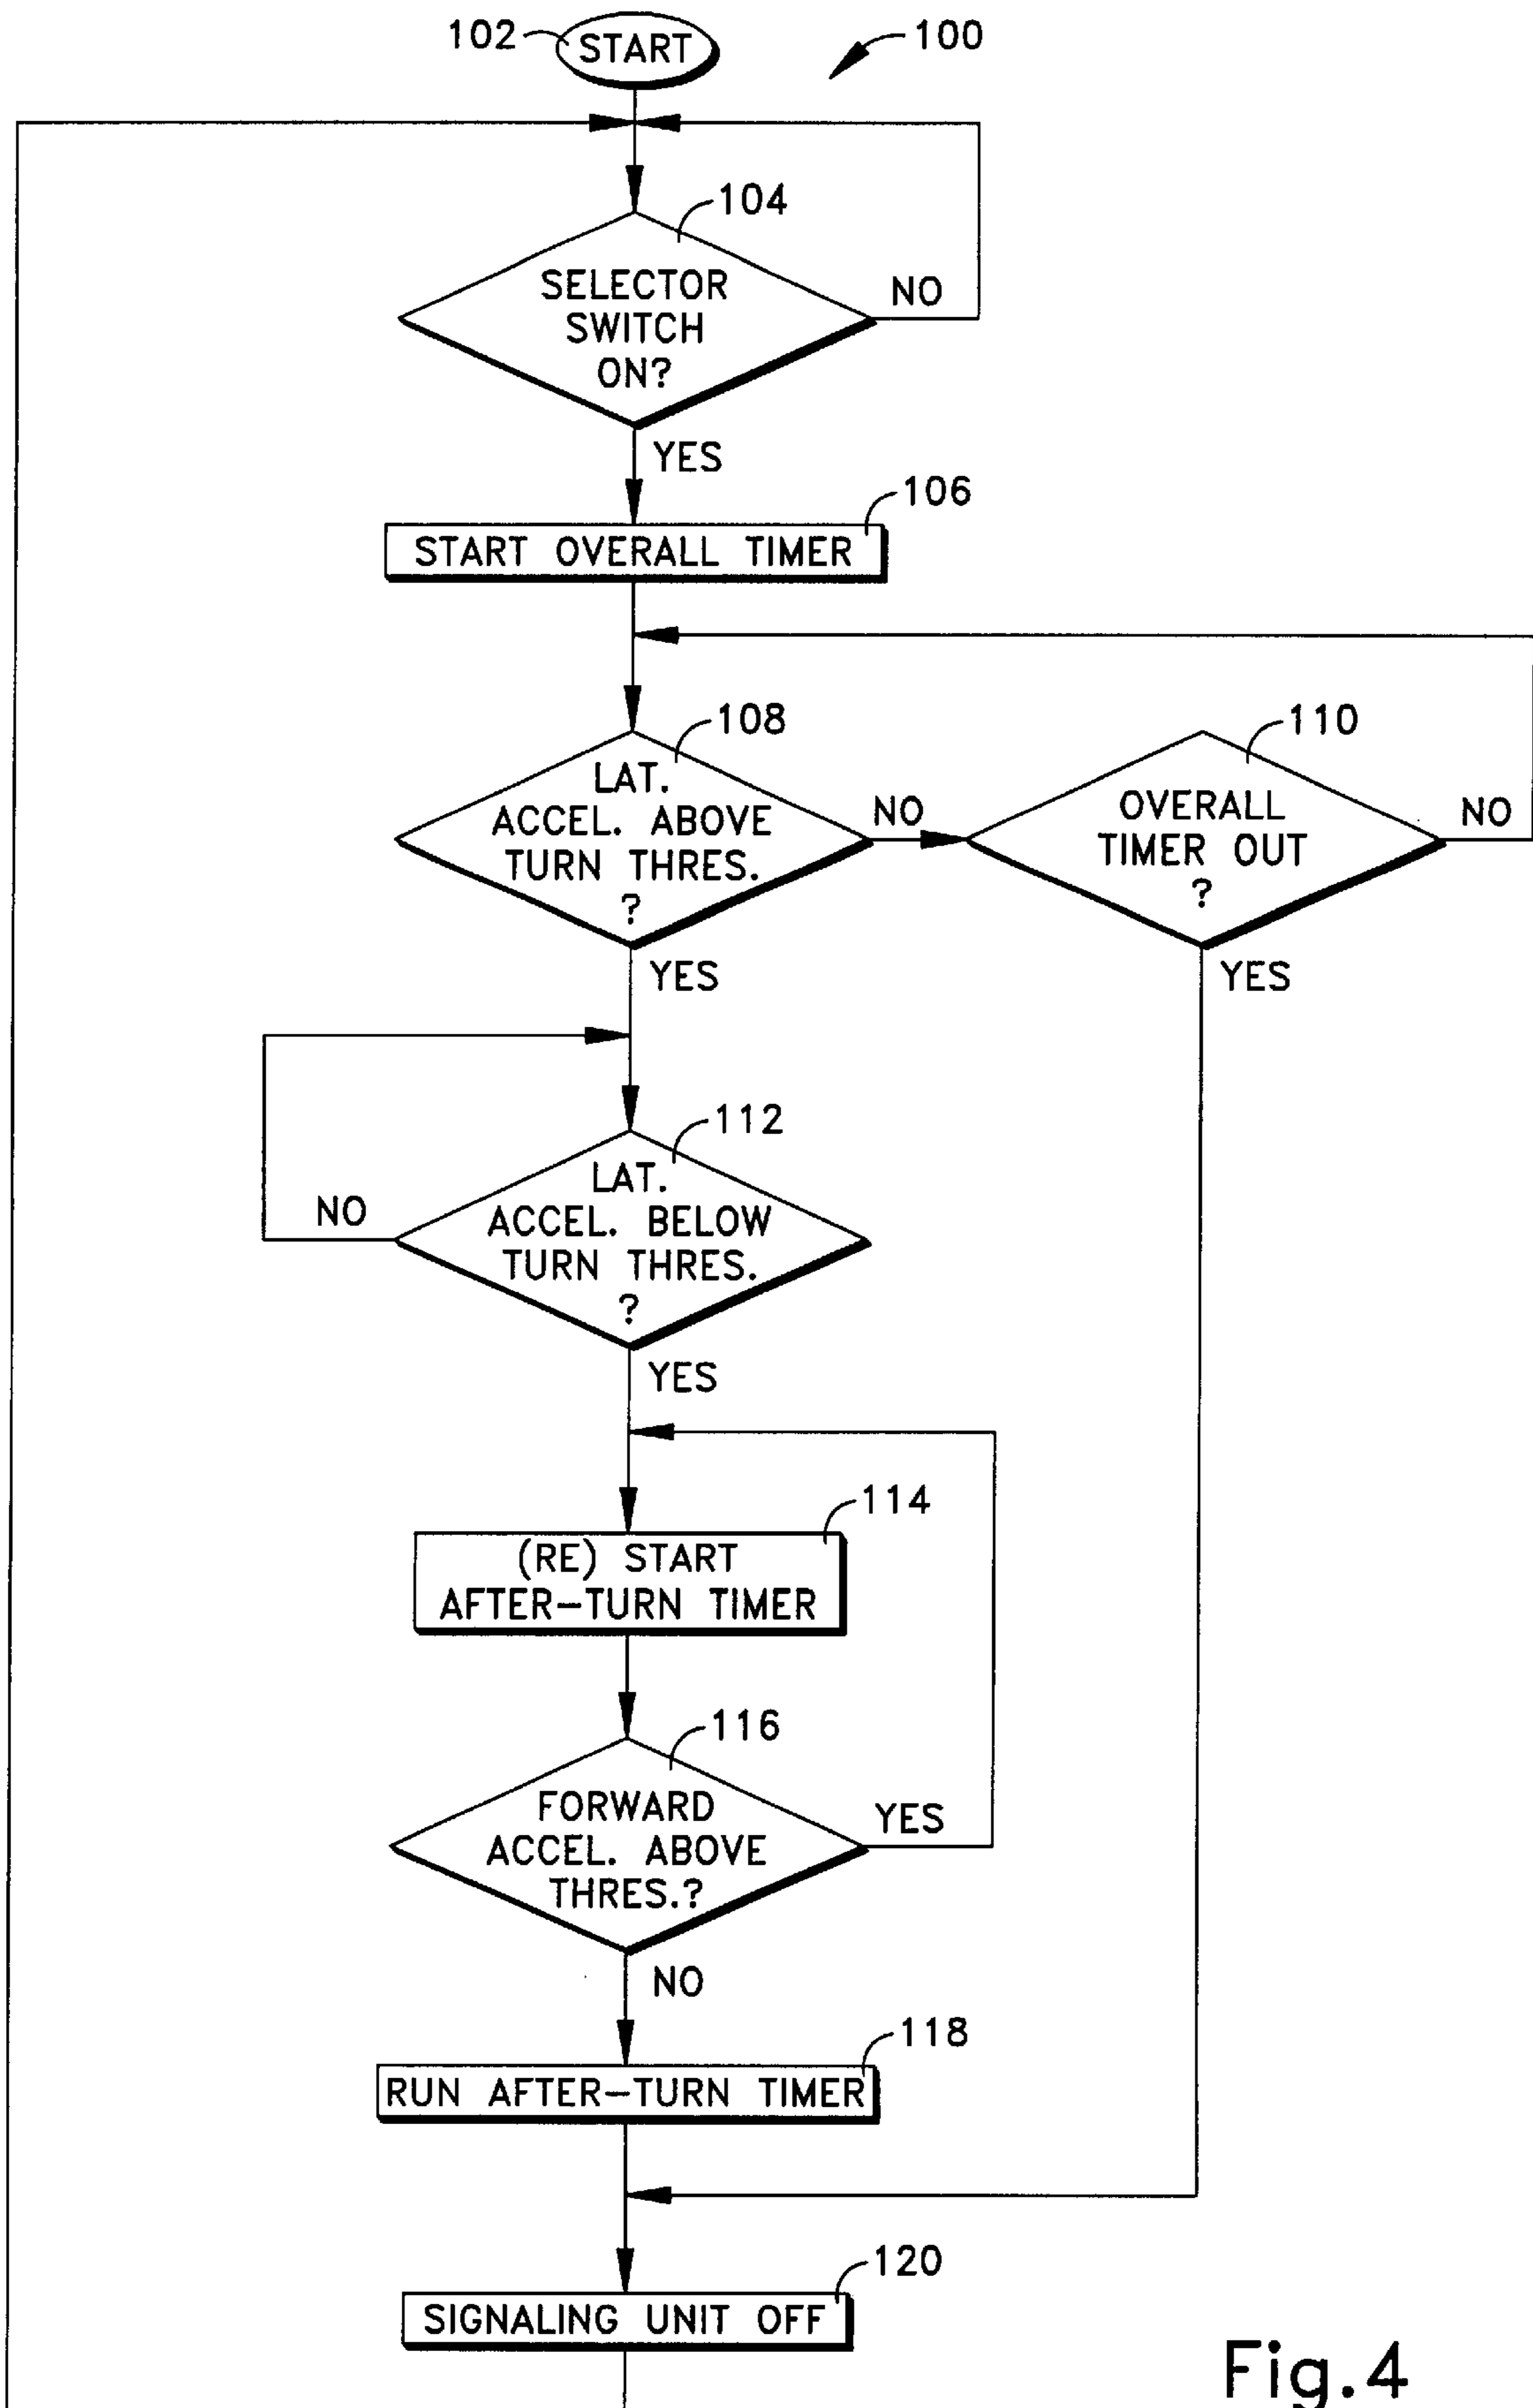 102
START
100
104
SELECTOR
SWITCH
ON?
NO
YES
106
START OVERALL TIMER
108
LAT.
ACCEL. ABOVE
TURN THRES.
?
NO
110
OVERALL
TIMER OUT
?
NO
YES
YES
112
LAT.
ACCEL. BELOW
TURN THRES.
?
NO
YES
114
(RE) START
AFTER-TURN TIMER
116
FORWARD
ACCEL. ABOVE
THRES.?
YES
NO
118
RUN AFTER-TURN TIMER
120
SIGNALING UNIT OFF
Fig.4